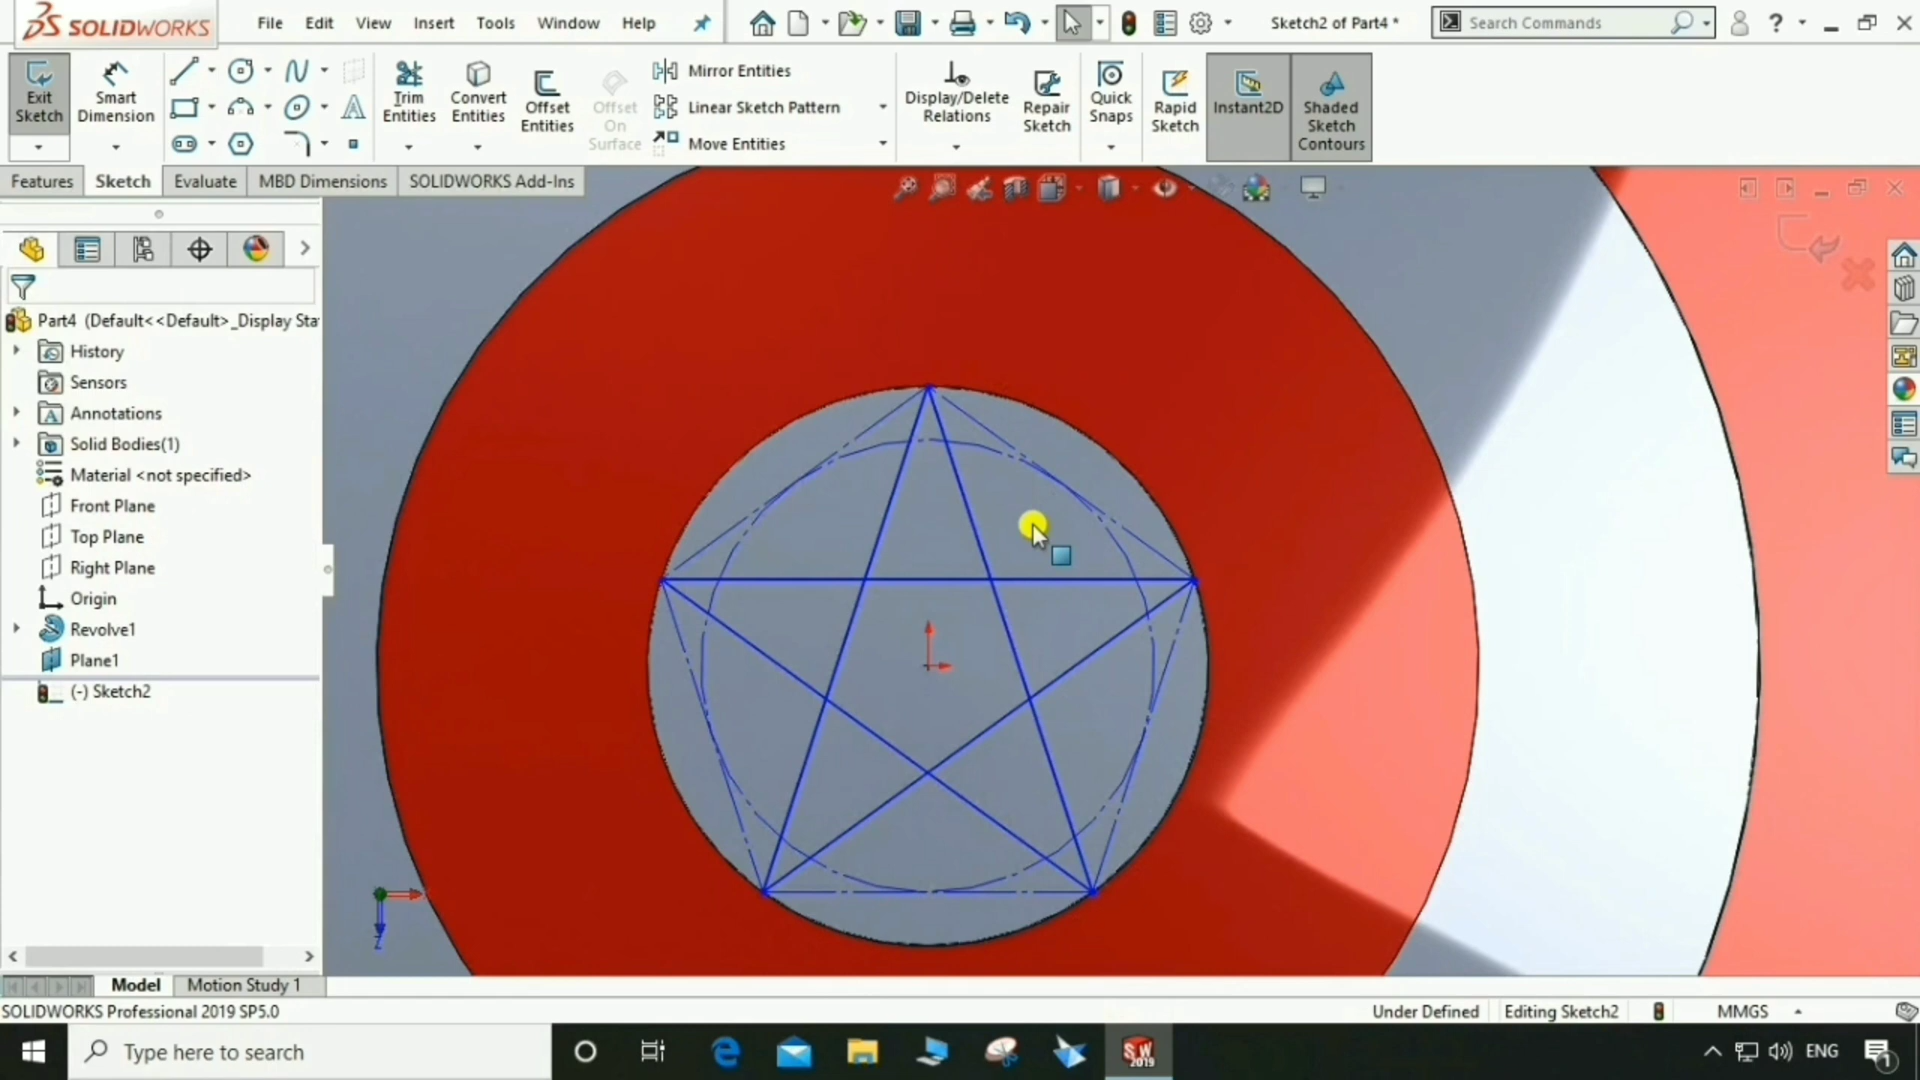 SOLIDWORKS File Edit View Insert Tools Window Help Sketch2 of Part4 * Search Commands ?
Exit Sketch
Smart Dimension
Trim Entities
Convert Entities
Offset Entities
Offset On Surface
Mirror Entities
Linear Sketch Pattern
Move Entities
Display/Delete Relations
Repair Sketch
Quick Snaps
Rapid Sketch
Instant2D
Shaded Sketch Contours
Features Sketch Evaluate MBD Dimensions SOLIDWORKS Add-Ins
Part4 (Default<<Default>_Display Sta
History
Sensors
Annotations
Solid Bodies(1)
Material <not specified>
Front Plane
Top Plane
Right Plane
Origin
Revolve1
Plane1
(-) Sketch2
Z
Model Motion Study 1
SOLIDWORKS Professional 2019 SP5.0 Under Defined Editing Sketch2 MMGS
Type here to search SW 2019 ENG 1